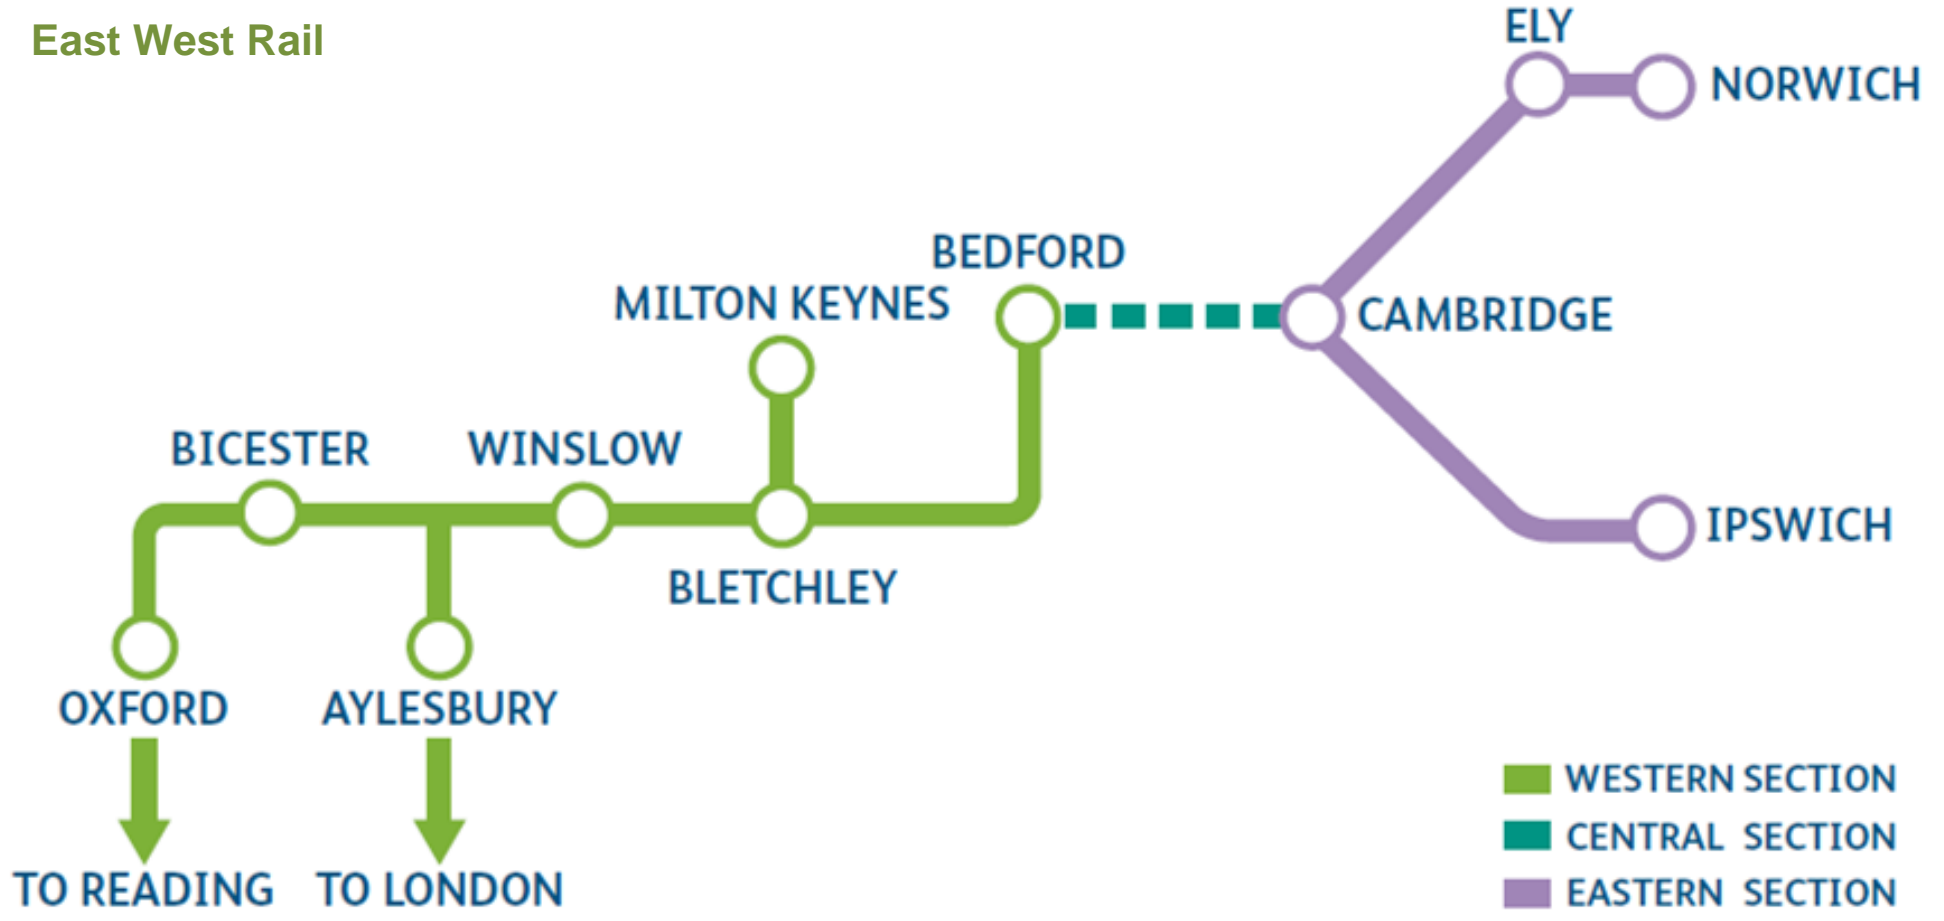 East West Rail
ELY
NORWICH
BEDFORD
MILTON KEYNES
CAMBRIDGE
BICESTER
WINSLOW
IPSWICH
BLETCHLEY
OXFORD
AYLESBURY
WESTERN SECTION
CENTRAL SECTION
EASTERN SECTION
TO READING
TO LONDON